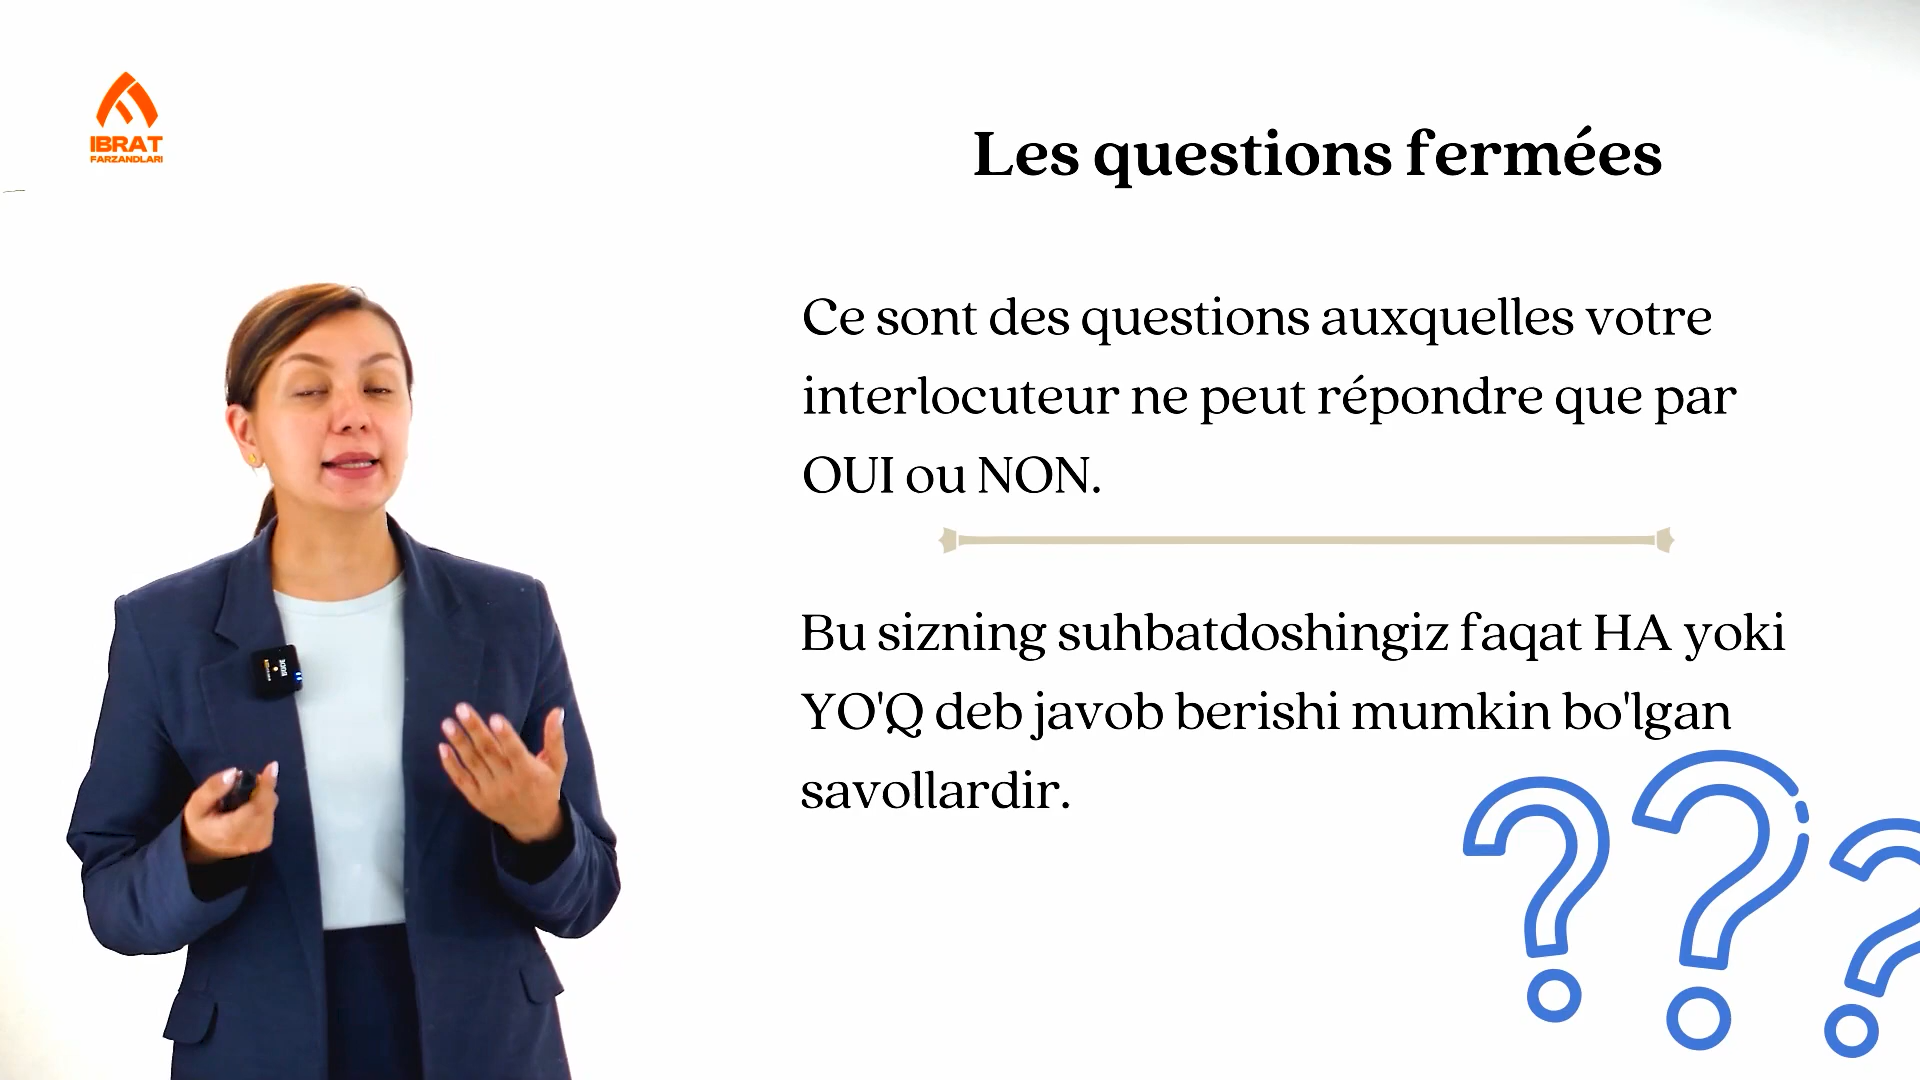 IBRAT
FARZANDLARI
Les questions fermées
Ce sont des questions auxquelles votre
interlocuteur ne peut répondre que par
OUI ou NON.
Bu sizning suhbatdoshingiz faqat HA yoki
YO'Q deb javob berishi mumkin bo'lgan
savollardir.
???